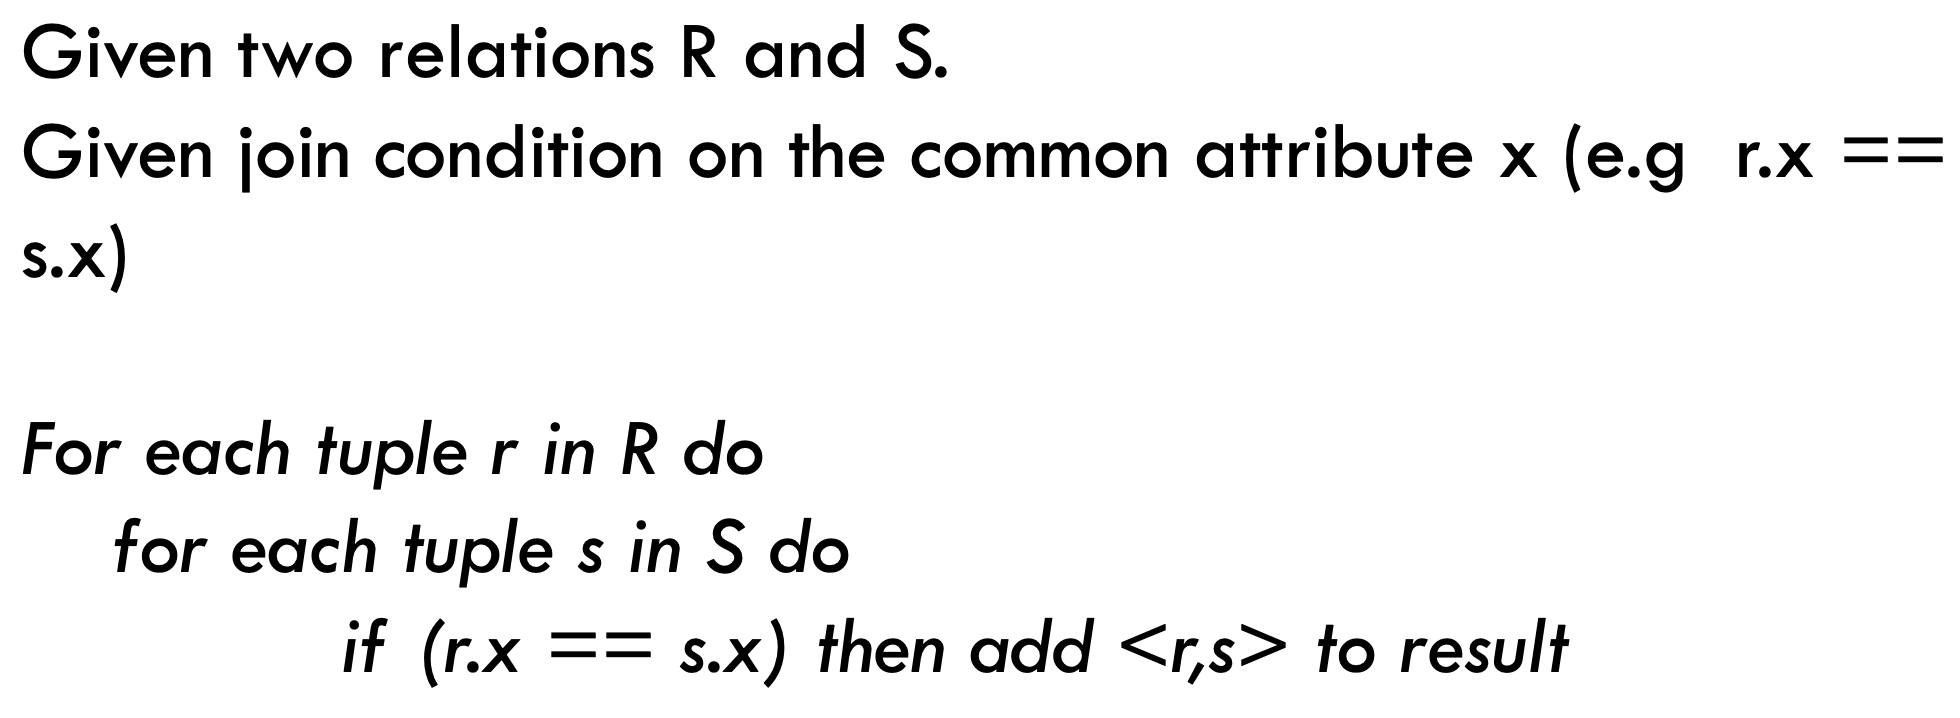 Given two relations R and S.
Given join condition on the common attribute x (e.g  r.x ==
s.x)
For each tuple r in R do
for each tuple s in S do
if (r.x == s.x) then add <r,s> to result